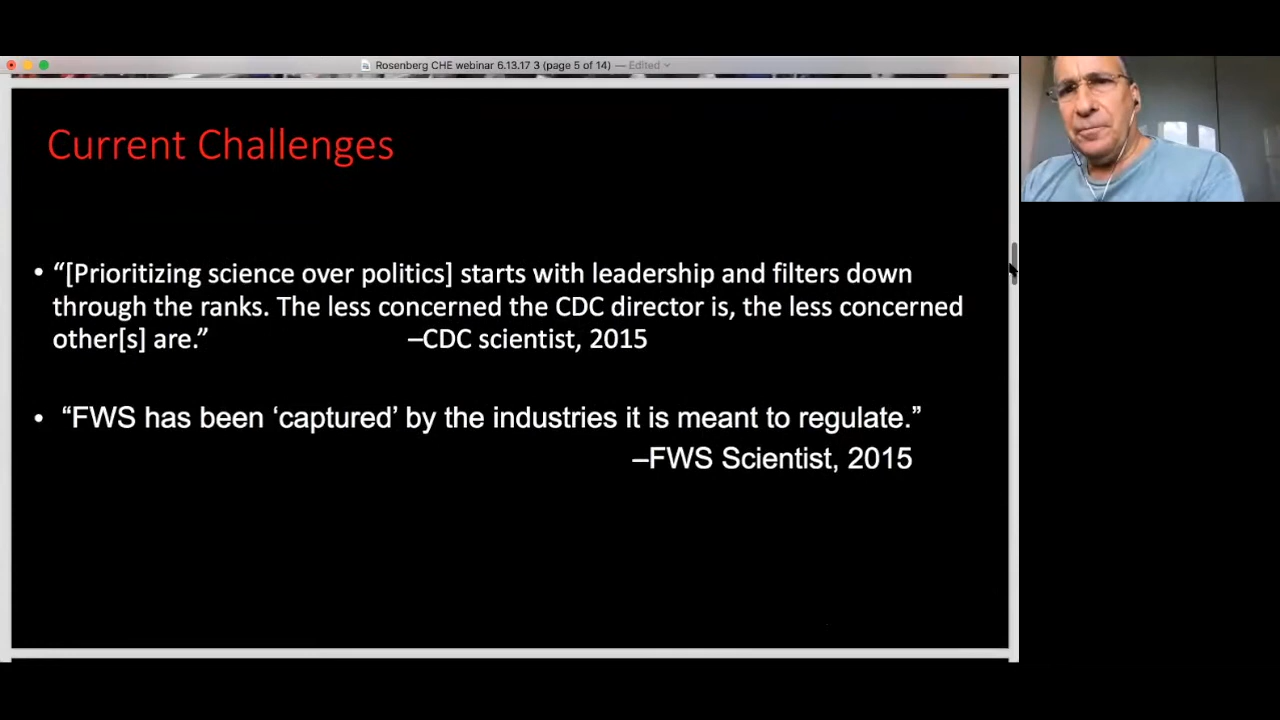 Rosenberg CHE webinar 6.13.17 3 (page 5 of 14) — Edited
Current Challenges
• “[Prioritizing science over politics] starts with leadership and filters down
through the ranks. The less concerned the CDC director is, the less concerned
other[s] are.” –CDC scientist, 2015
• “FWS has been ‘captured’ by the industries it is meant to regulate.”
–FWS Scientist, 2015